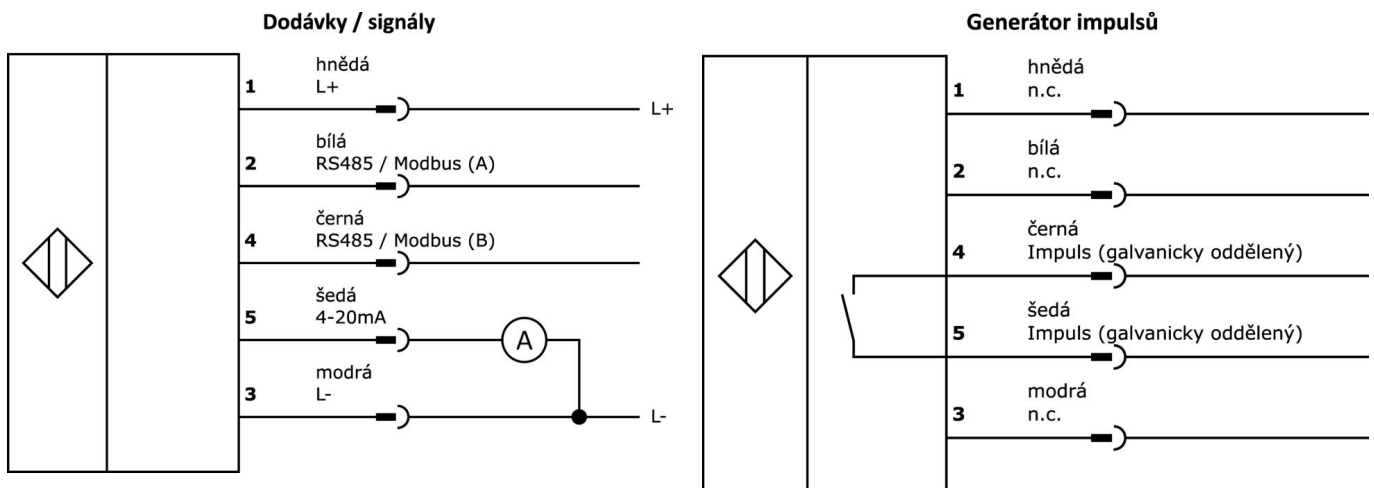 Dodávky / signály
hnědá
1 L+
L+
bílá
2 RS485 / Modbus (A)
černá
4 RS485 / Modbus (B)
šedá
5 4-20mA
A
modrá
3 L-
L-
Generátor impulsů
hnědá
1 n.c.
bílá
2 n.c.
černá
4 Impuls (galvanicky oddělený)
šedá
5 Impuls (galvanicky oddělený)
modrá
3 n.c.